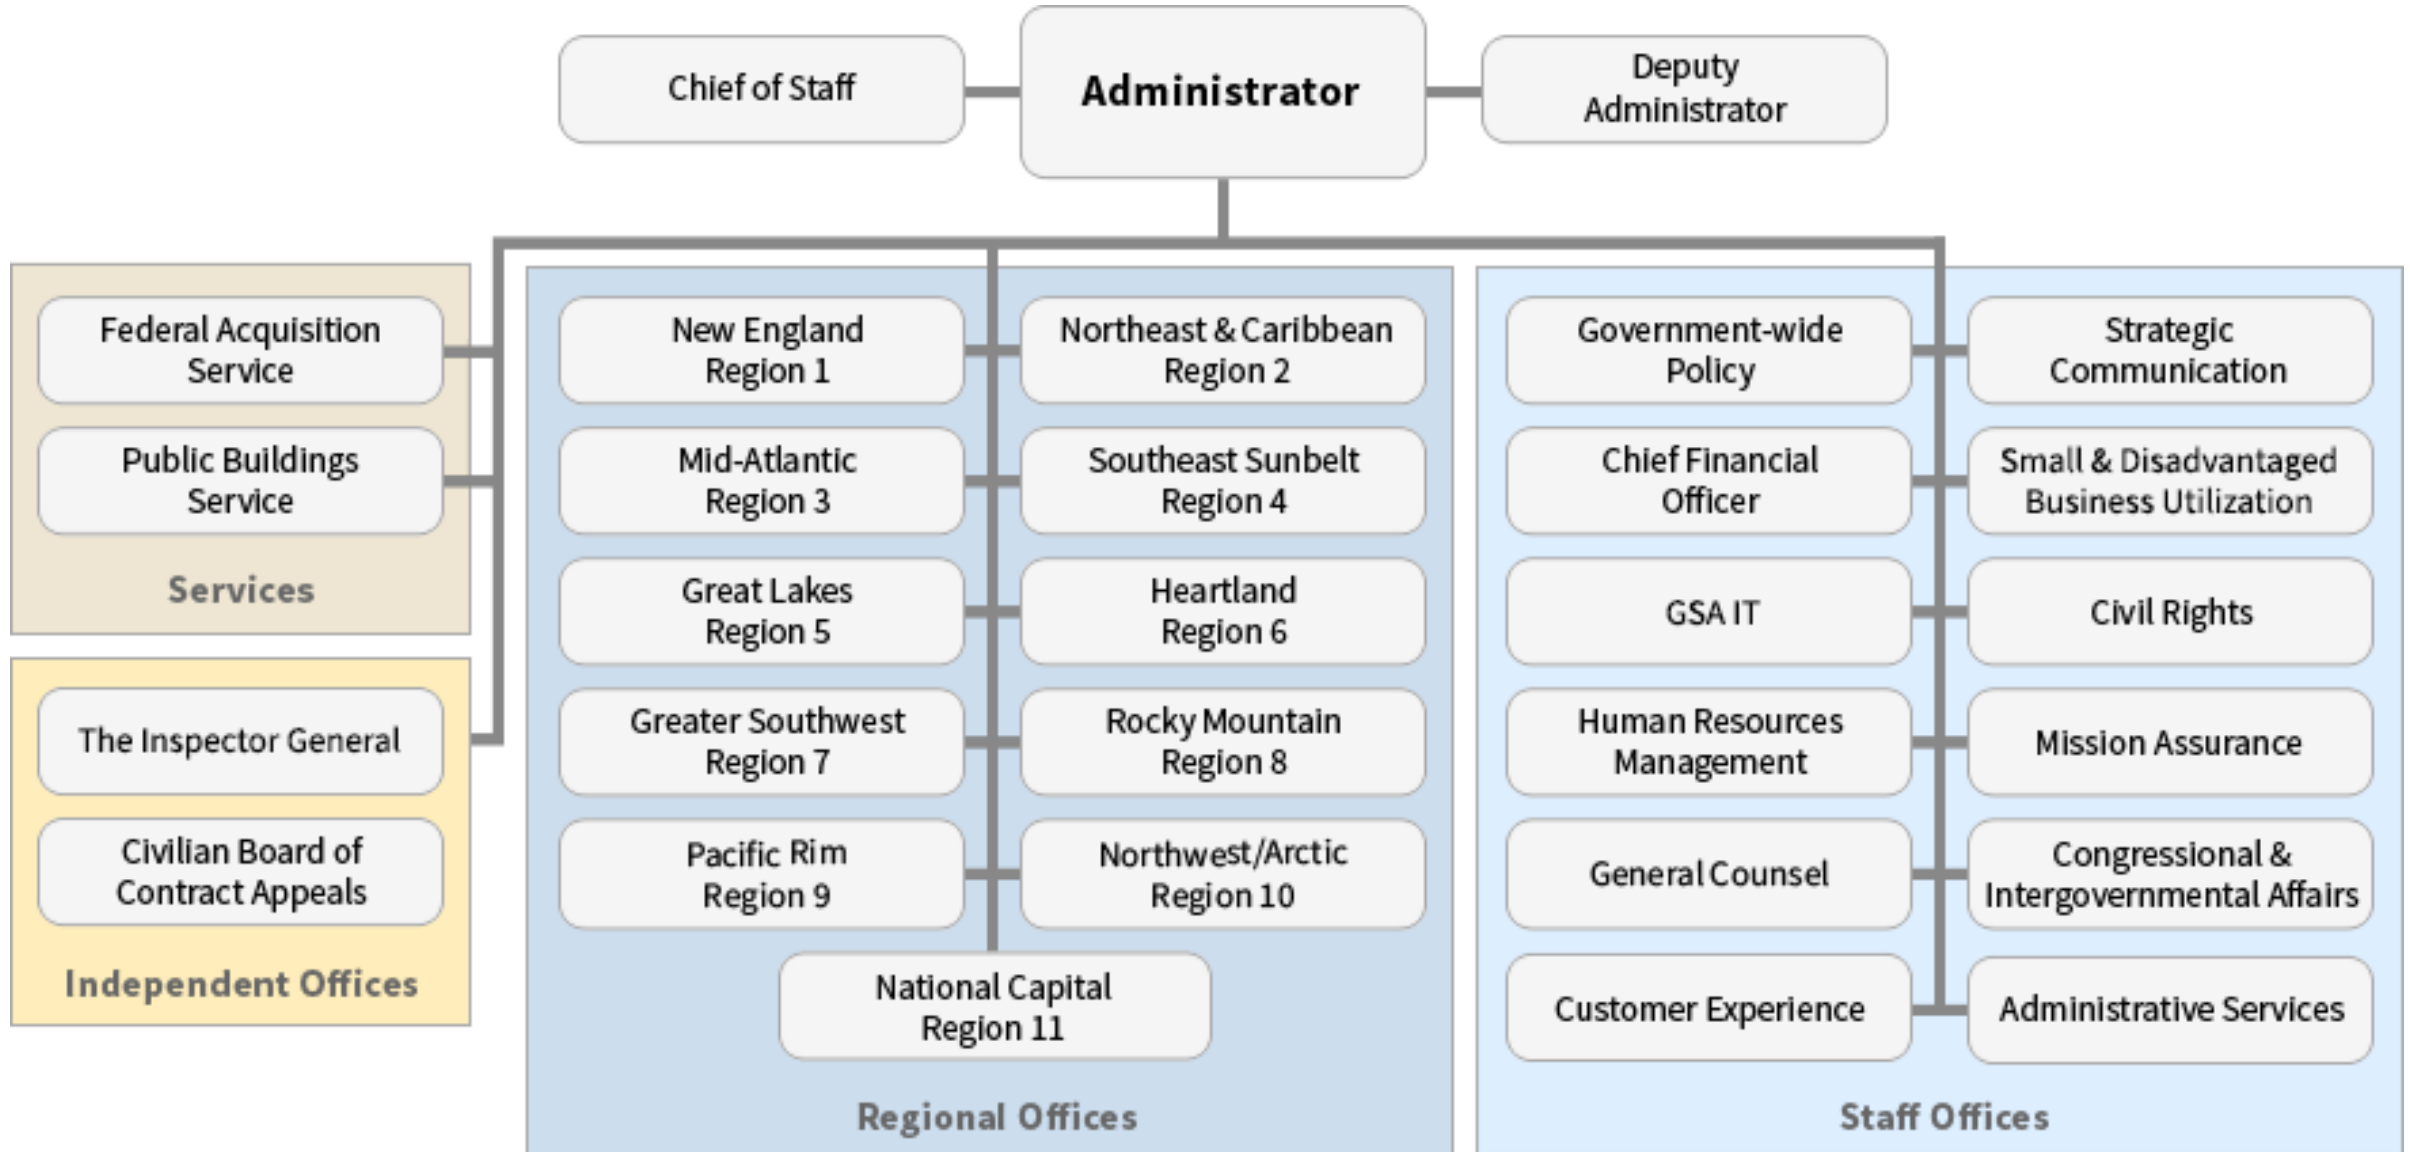 Chief of Staff
Administrator
Deputy
Administrator
Federal Acquisition
Service
Public Buildings
Service
Services
The Inspector General
Civilian Board of
Contract Appeals
Independent Offices
New England
Region 1
Northeast & Caribbean
Region 2
Mid-Atlantic
Region 3
Southeast Sunbelt
Region 4
Great Lakes
Region 5
Heartland
Region 6
Greater Southwest
Region 7
Rocky Mountain
Region 8
Pacific Rim
Region 9
Northwest/Arctic
Region 10
National Capital
Region 11
Regional Offices
Government-wide
Policy
Strategic
Communication
Chief Financial
Officer
Small & Disadvantaged
Business Utilization
GSA IT
Civil Rights
Human Resources
Management
Mission Assurance
General Counsel
Congressional &
Intergovernmental Affairs
Customer Experience
Administrative Services
Staff Offices